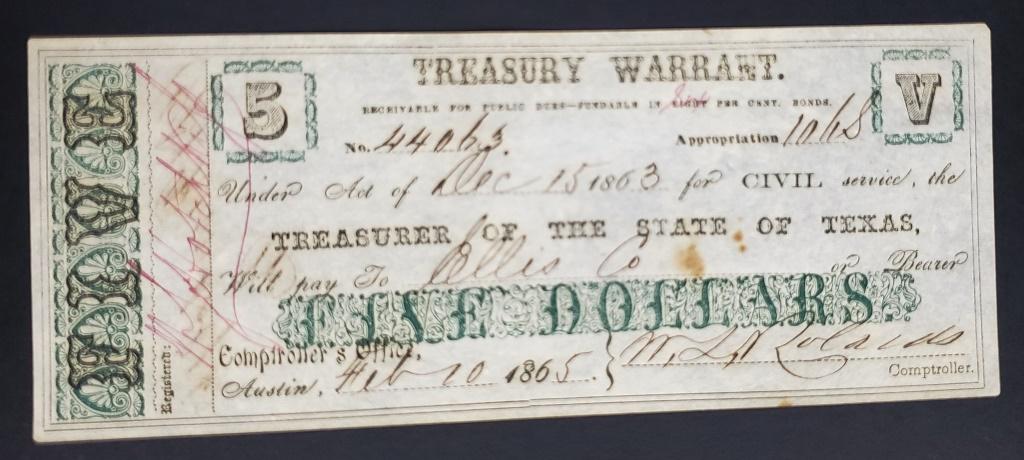 FIVE
Registered:
5
TREASURY WARRANT.
V
RECEIVABLE FOR PUBLIC DUES—FUNDABLE IN EIGHT PER CENT. BONDS.
No. 44063. Appropriation 1068
Under Act of Dec 15 1863 for CIVIL service, the
TREASURER OF THE STATE OF TEXAS,
Will pay To Ellis Co or Bearer
FIVE DOLLARS
Comptroller's Office,
Austin, Feb 10 1865.
Comptroller.